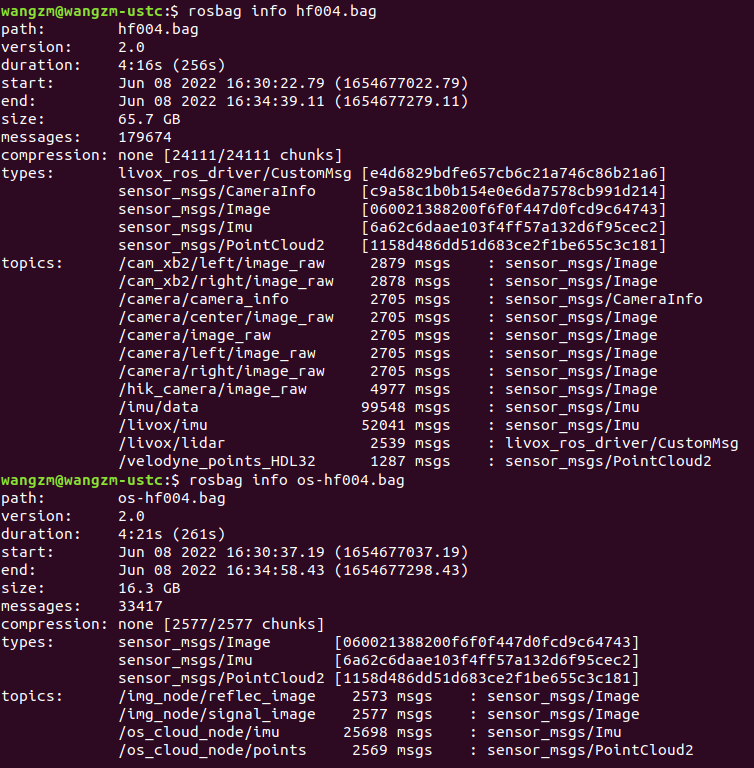 wangzm@wangzm-ustc:$ rosbag info hf004.bag
path:        hf004.bag
version:     2.0
duration:    4:16s (256s)
start:       Jun 08 2022 16:30:22.79 (1654677022.79)
end:         Jun 08 2022 16:34:39.11 (1654677279.11)
size:        65.7 GB
messages:    179674
compression: none [24111/24111 chunks]
types:       livox_ros_driver/CustomMsg [e4d6829bdfe657cb6c21a746c86b21a6]
             sensor_msgs/CameraInfo     [c9a58c1b0b154e0e6da7578cb991d214]
             sensor_msgs/Image          [060021388200f6f0f447d0fcd9c64743]
             sensor_msgs/Imu            [6a62c6daae103f4ff57a132d6f95cec2]
             sensor_msgs/PointCloud2    [1158d486dd51d683ce2f1be655c3c181]
topics:      /cam_xb2/left/image_raw      2879 msgs    : sensor_msgs/Image
             /cam_xb2/right/image_raw     2878 msgs    : sensor_msgs/Image
             /camera/camera_info          2705 msgs    : sensor_msgs/CameraInfo
             /camera/center/image_raw     2705 msgs    : sensor_msgs/Image
             /camera/image_raw            2705 msgs    : sensor_msgs/Image
             /camera/left/image_raw       2705 msgs    : sensor_msgs/Image
             /camera/right/image_raw      2705 msgs    : sensor_msgs/Image
             /hik_camera/image_raw        4977 msgs    : sensor_msgs/Image
             /imu/data                   99548 msgs    : sensor_msgs/Imu
             /livox/imu                  52041 msgs    : sensor_msgs/Imu
             /livox/lidar                 2539 msgs    : livox_ros_driver/CustomMsg
             /velodyne_points_HDL32       1287 msgs    : sensor_msgs/PointCloud2
wangzm@wangzm-ustc:$ rosbag info os-hf004.bag
path:        os-hf004.bag
version:     2.0
duration:    4:21s (261s)
start:       Jun 08 2022 16:30:37.19 (1654677037.19)
end:         Jun 08 2022 16:34:58.43 (1654677298.43)
size:        16.3 GB
messages:    33417
compression: none [2577/2577 chunks]
types:       sensor_msgs/Image       [060021388200f6f0f447d0fcd9c64743]
             sensor_msgs/Imu         [6a62c6daae103f4ff57a132d6f95cec2]
             sensor_msgs/PointCloud2 [1158d486dd51d683ce2f1be655c3c181]
topics:      /img_node/reflec_image    2573 msgs    : sensor_msgs/Image
             /img_node/signal_image    2577 msgs    : sensor_msgs/Image
             /os_cloud_node/imu       25698 msgs    : sensor_msgs/Imu
             /os_cloud_node/points     2569 msgs    : sensor_msgs/PointCloud2